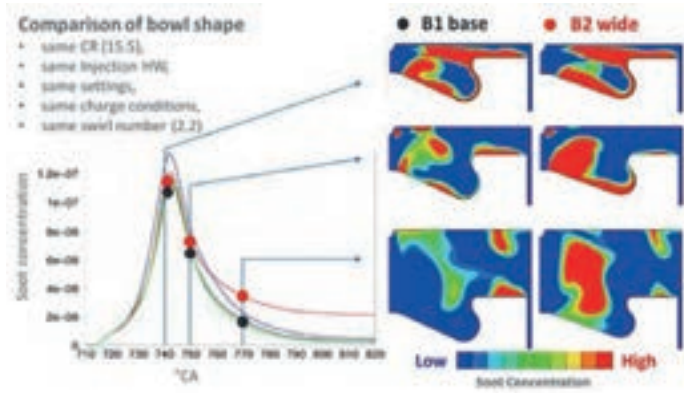 Comparison of bowl shape
• same CR (15.5),
• same Injection HW,
• same settings,
• same charge conditions,
• same swirl number (2.2)
● B1 base
● B2 wide
Soot concentration
1.2e-07
1e-07
8e-08
6e-08
4e-08
2e-08
0
710 720 730 740 750 760 770 780 790 800 810 820
°CA
Low
High
Soot Concentration